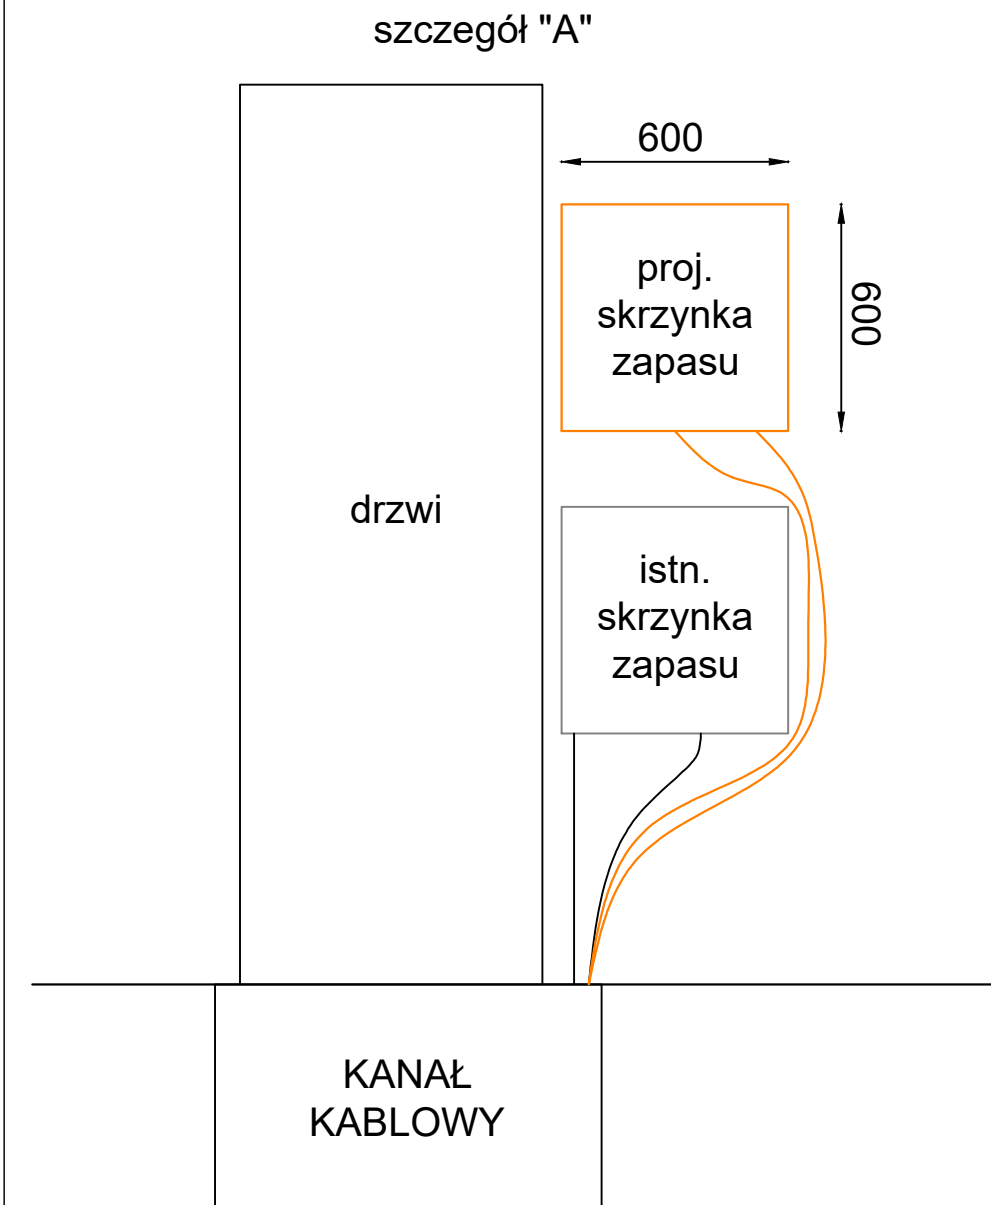 szczegół "A"
600
proj.
skrzynka
zapasu
600
drzwi
istn.
skrzynka
zapasu
KANAŁ
KABLOWY